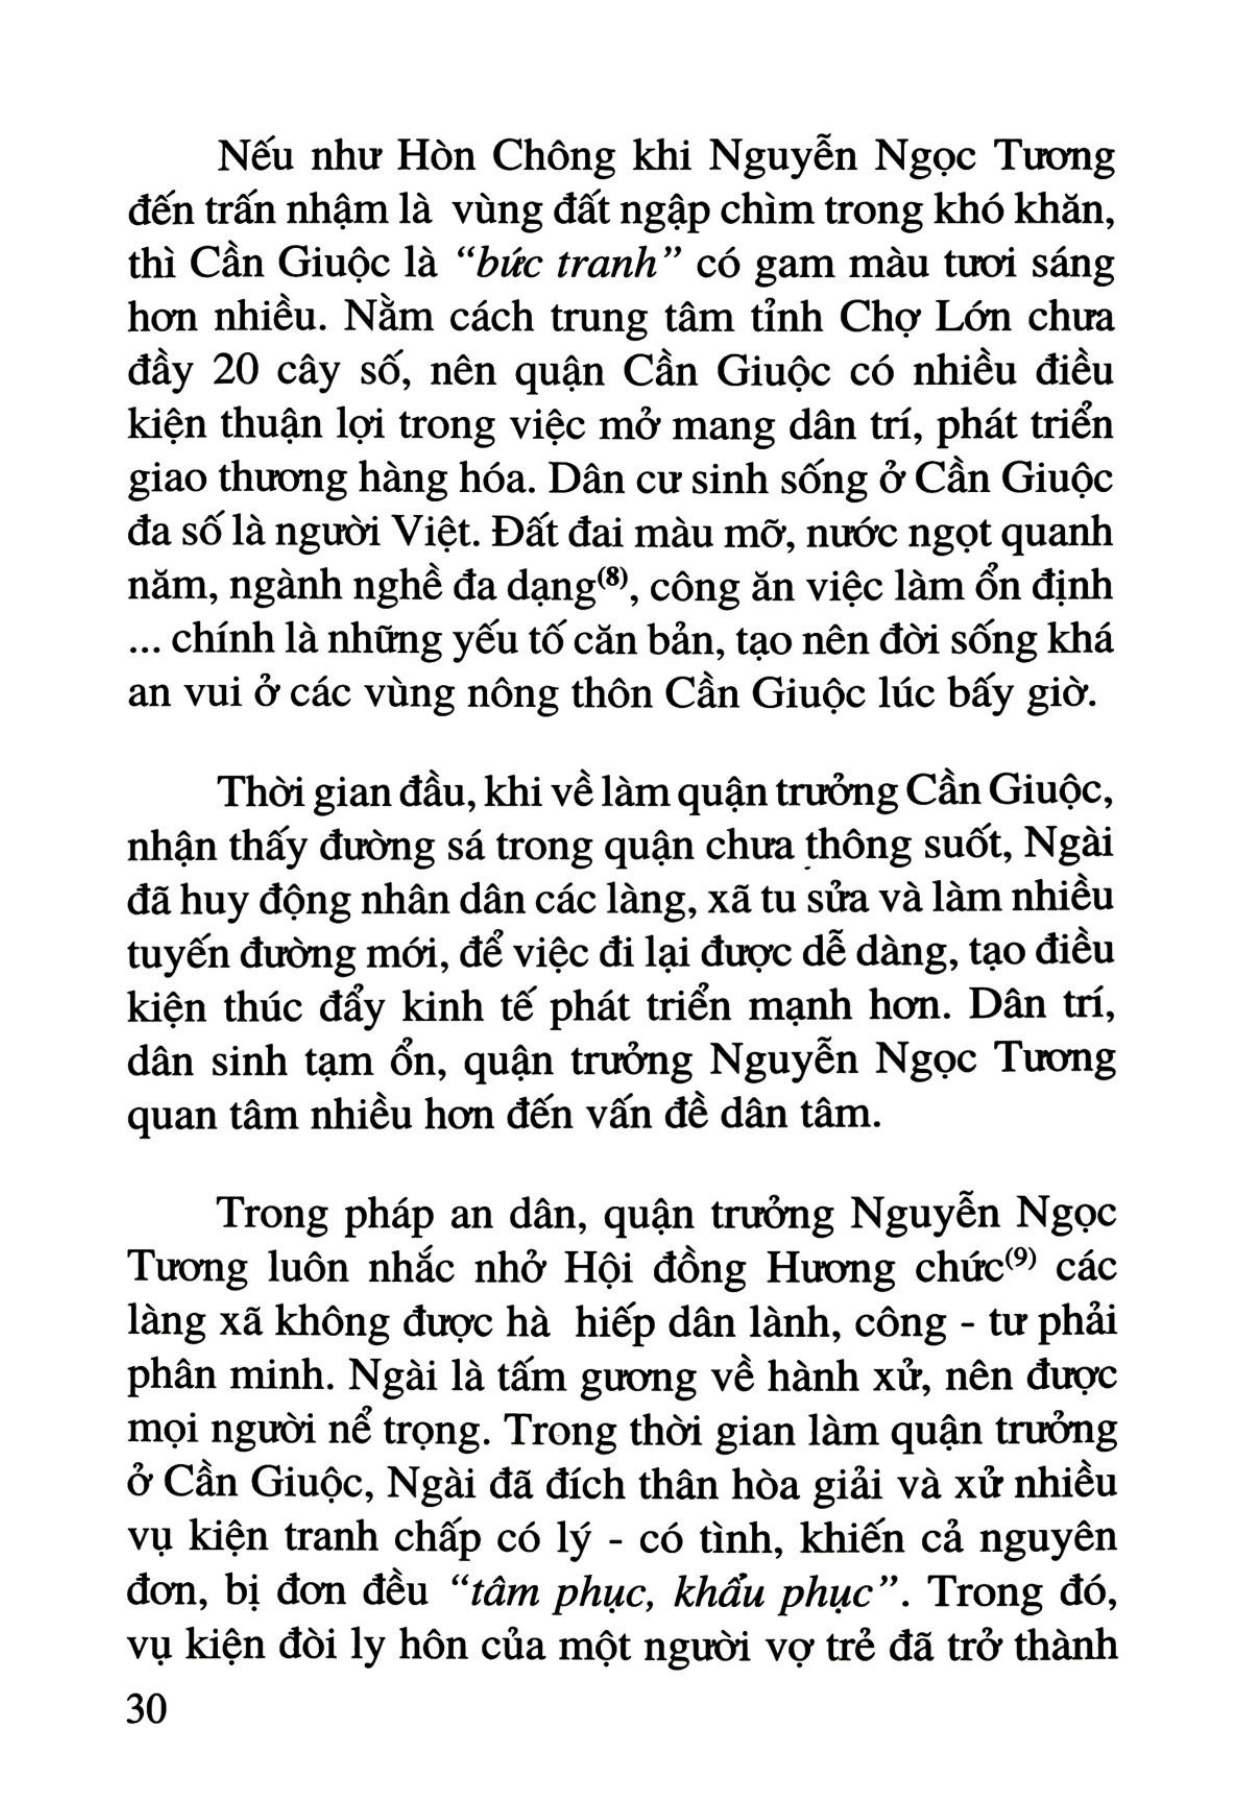 Nếu như Hòn Chông khi Nguyễn Ngọc Tương
đến trấn nhậm là vùng đất ngập chìm trong khó khăn,
thì Cần Giuộc là “bức tranh” có gam màu tươi sáng
hơn nhiều. Nằm cách trung tâm tỉnh Chợ Lớn chưa
đầy 20 cây số, nên quận Cần Giuộc có nhiều điều
kiện thuận lợi trong việc mở mang dân trí, phát triển
giao thương hàng hóa. Dân cư sinh sống ở Cần Giuộc
đa số là người Việt. Đất đai màu mỡ, nước ngọt quanh
năm, ngành nghề đa dạng(8), công ăn việc làm ổn định
... chính là những yếu tố căn bản, tạo nên đời sống khá
an vui ở các vùng nông thôn Cần Giuộc lúc bấy giờ.
Thời gian đầu, khi về làm quận trưởng Cần Giuộc,
nhận thấy đường sá trong quận chưa thông suốt, Ngài
đã huy động nhân dân các làng, xã tu sửa và làm nhiều
tuyến đường mới, để việc đi lại được dễ dàng, tạo điều
kiện thúc đẩy kinh tế phát triển mạnh hơn. Dân trí,
dân sinh tạm ổn, quận trưởng Nguyễn Ngọc Tương
quan tâm nhiều hơn đến vấn đề dân tâm.
Trong pháp an dân, quận trưởng Nguyễn Ngọc
Tương luôn nhắc nhở Hội đồng Hương chức(9) các
làng xã không được hà hiếp dân lành, công - tư phải
phân minh. Ngài là tấm gương về hành xử, nên được
mọi người nể trọng. Trong thời gian làm quận trưởng
ở Cần Giuộc, Ngài đã đích thân hòa giải và xử nhiều
vụ kiện tranh chấp có lý - có tình, khiến cả nguyên
đơn, bị đơn đều “tâm phục, khẩu phục”. Trong đó,
vụ kiện đòi ly hôn của một người vợ trẻ đã trở thành
30